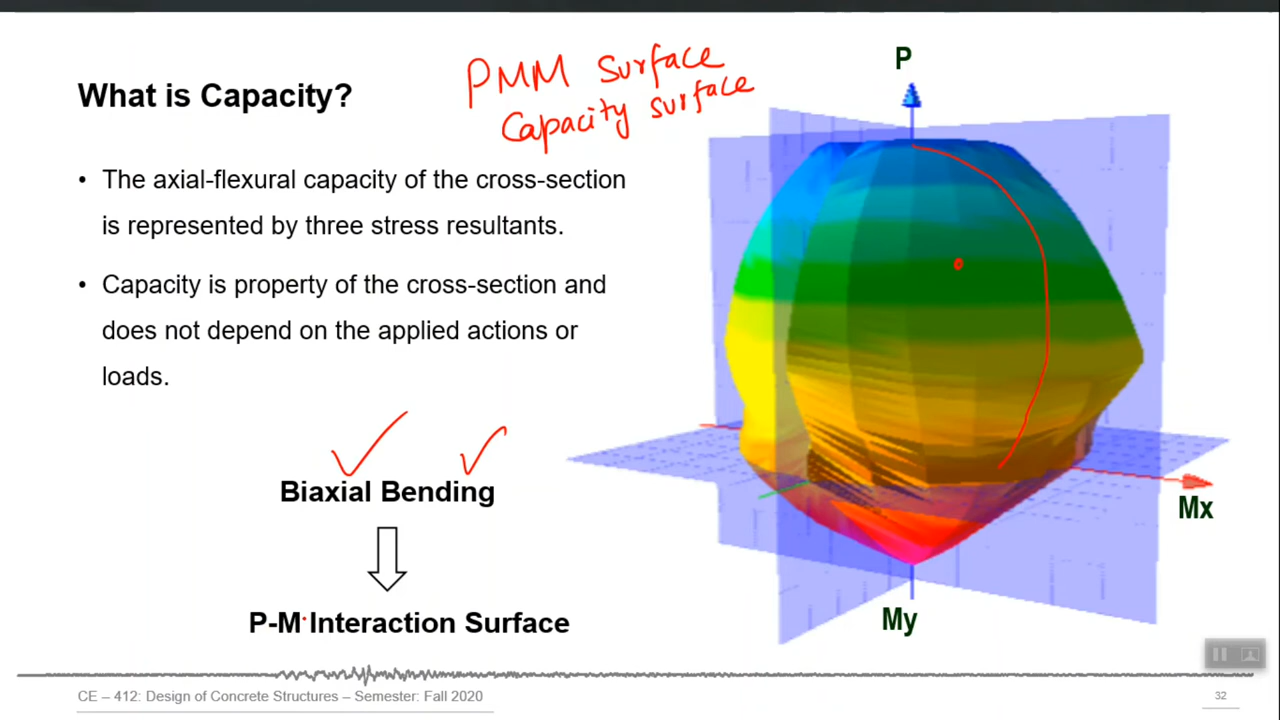 PMM Surface
Capacity surface
What is Capacity?
• The axial-flexural capacity of the cross-section
is represented by three stress resultants.
• Capacity is property of the cross-section and
does not depend on the applied actions or
loads.
Biaxial Bending
P-M Interaction Surface
P
Mx
My
CE – 412: Design of Concrete Structures – Semester: Fall 2020
32